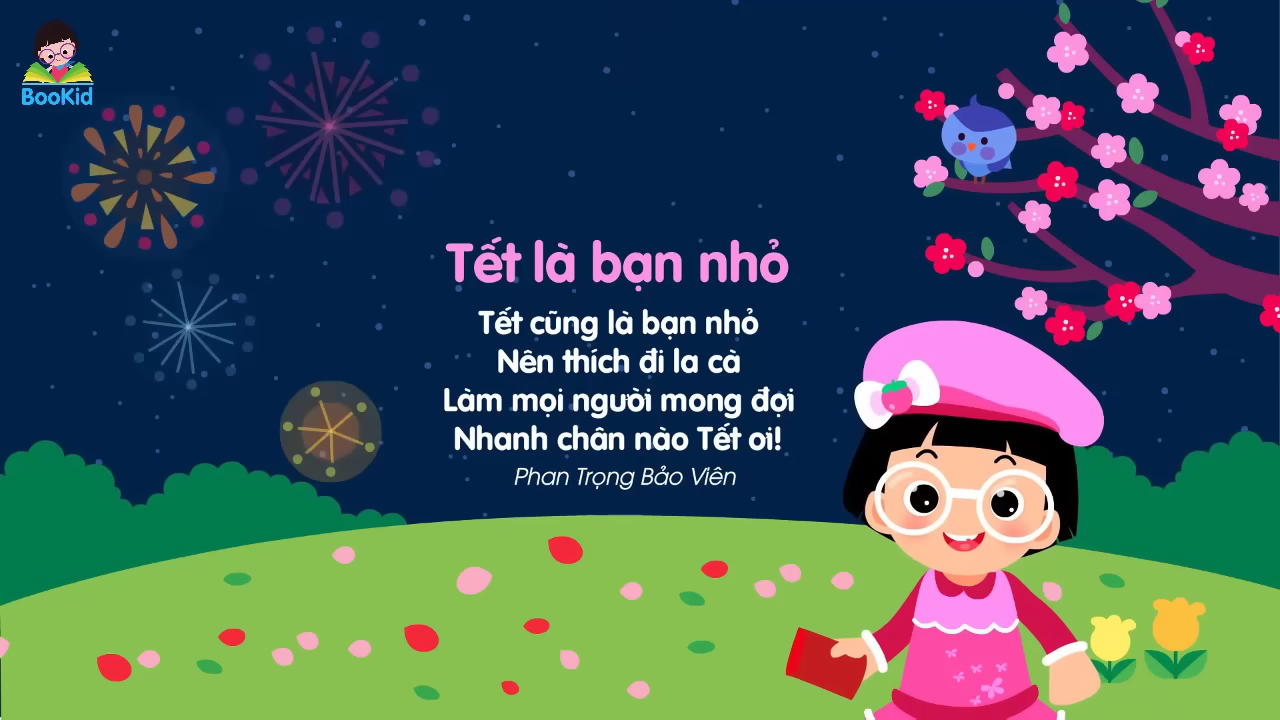 BooKid
Tết là bạn nhỏ
Tết cũng là bạn nhỏ
Nên thích đi la cà
Làm mọi người mong đợi
Nhanh chân nào Tết ơi!
Phan Trọng Bảo Viên